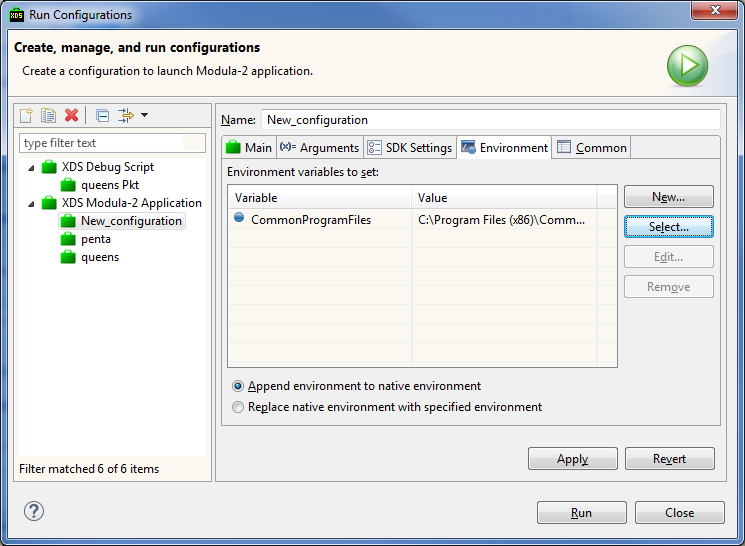 XDS Run Configurations
Create, manage, and run configurations
Create a configuration to launch Modula-2 application.
type filter text
XDS Debug Script
queens Pkt
XDS Modula-2 Application
New_configuration
penta
queens
Filter matched 6 of 6 items
Name: New_configuration
Main (x)= Arguments SDK Settings Environment Common
Environment variables to set:
Variable Value
CommonProgramFiles C:\Program Files (x86)\Comm...
New...
Select...
Edit...
Remove
Append environment to native environment
Replace native environment with specified environment
Apply Revert
? Run Close